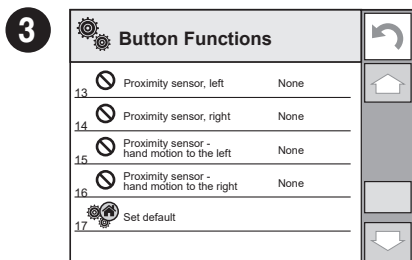 3
Button Functions
13 Proximity sensor, left None
14 Proximity sensor, right None
Proximity sensor -
15 hand motion to the left None
Proximity sensor -
16 hand motion to the right None
17 Set default